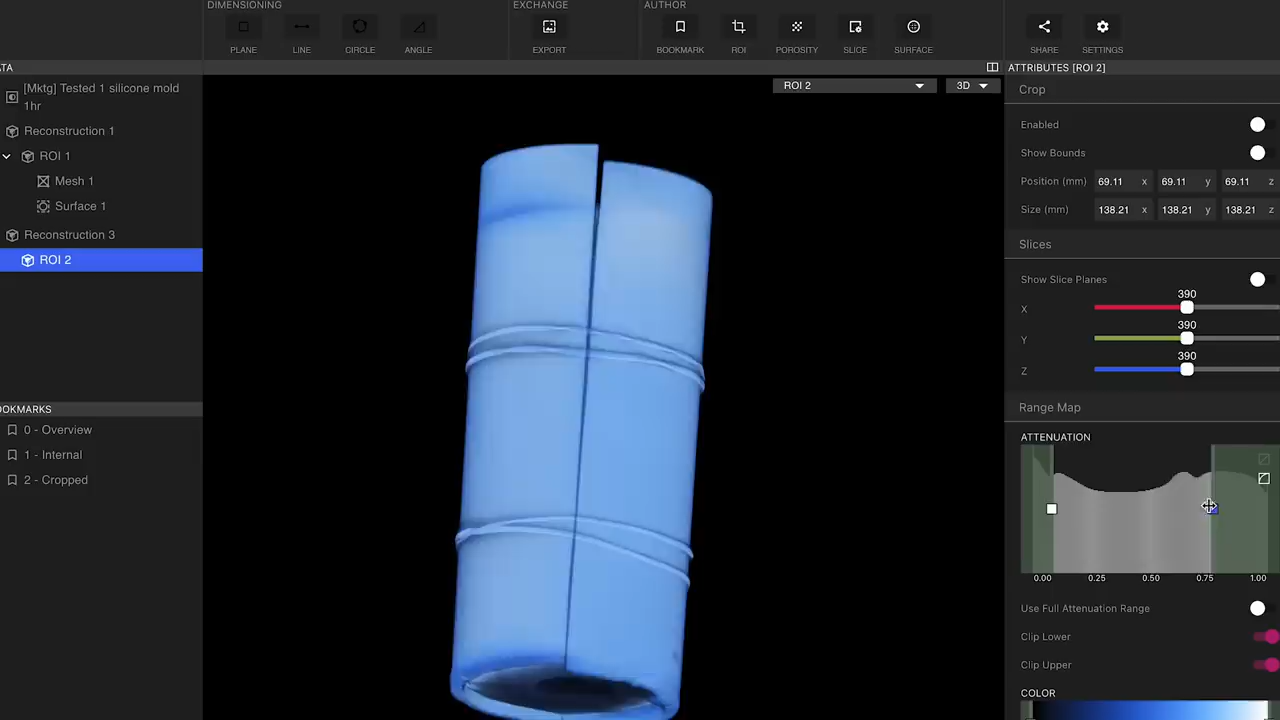 DIMENSIONING EXCHANGE AUTHOR
PLANE LINE CIRCLE ANGLE EXPORT BOOKMARK ROI POROSITY SLICE SURFACE SHARE SETTINGS
TA
[Mktg] Tested 1 silicone mold
1hr
Reconstruction 1
ROI 1
Mesh 1
Surface 1
Reconstruction 3
ROI 2
OOKMARKS
0 - Overview
1 - Internal
2 - Cropped
ROI 2 3D
ATTRIBUTES [ROI 2]
Crop
Enabled
Show Bounds
Position (mm) 69.11 x 69.11 y 69.11 z
Size (mm) 138.21 x 138.21 y 138.21 z
Slices
Show Slice Planes
390
X
390
Y
390
Z
Range Map
ATTENUATION
0.00 0.25 0.50 0.75 1.00
Use Full Attenuation Range
Clip Lower
Clip Upper
COLOR